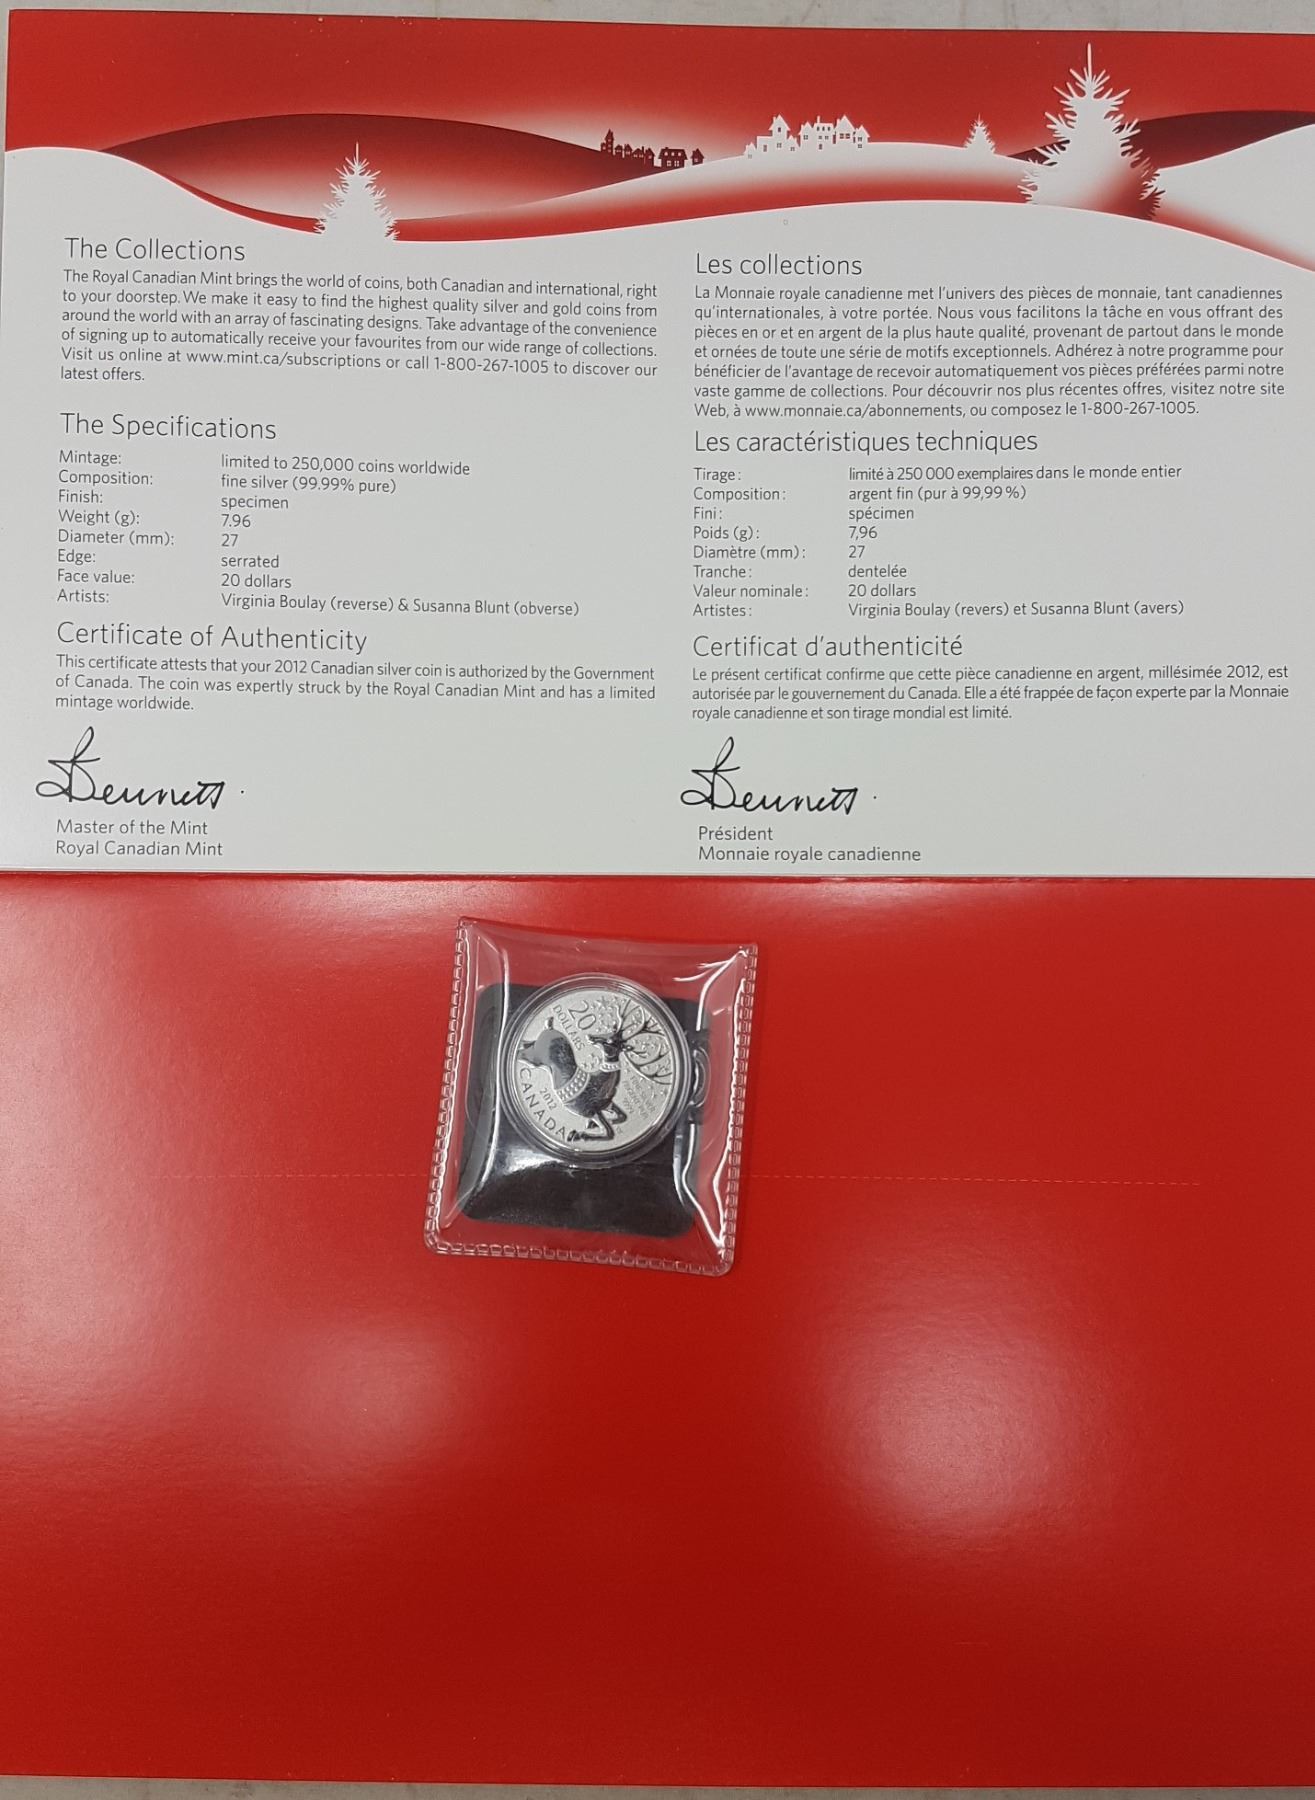 The Collections
The Royal Canadian Mint brings the world of coins, both Canadian and international, right
to your doorstep. We make it easy to find the highest quality silver and gold coins from
around the world with an array of fascinating designs. Take advantage of the convenience
of signing up to automatically receive your favourites from our wide range of collections.
Visit us online at www.mint.ca/subscriptions or call 1-800-267-1005 to discover our
latest offers.
The Specifications
Mintage: limited to 250,000 coins worldwide
Composition: fine silver (99.99% pure)
Finish: specimen
Weight (g): 7.96
Diameter (mm): 27
Edge: serrated
Face value: 20 dollars
Artists: Virginia Boulay (reverse) & Susanna Blunt (obverse)
Certificate of Authenticity
This certificate attests that your 2012 Canadian silver coin is authorized by the Government
of Canada. The coin was expertly struck by the Royal Canadian Mint and has a limited
mintage worldwide.
Bennett
Master of the Mint
Royal Canadian Mint
Les collections
La Monnaie royale canadienne met l'univers des pièces de monnaie, tant canadiennes
qu'internationales, à votre portée. Nous vous facilitons la tâche en vous offrant des
pièces en or et en argent de la plus haute qualité, provenant de partout dans le monde
et ornées de toute une série de motifs exceptionnels. Adhérez à notre programme pour
bénéficier de l'avantage de recevoir automatiquement vos pièces préférées parmi notre
vaste gamme de collections. Pour découvrir nos plus récentes offres, visitez notre site
Web, à www.monnaie.ca/abonnements, ou composez le 1-800-267-1005.
Les caractéristiques techniques
Tirage : limité à 250 000 exemplaires dans le monde entier
Composition : argent fin (pur à 99,99 %)
Fini : spécimen
Poids (g) : 7,96
Diamètre (mm) : 27
Tranche : dentelée
Valeur nominale : 20 dollars
Artistes : Virginia Boulay (revers) et Susanna Blunt (avers)
Certificat d'authenticité
Le présent certificat confirme que cette pièce canadienne en argent, millésimée 2012, est
autorisée par le gouvernement du Canada. Elle a été frappée de façon experte par la Monnaie
royale canadienne et son tirage mondial est limité.
Bennett
Président
Monnaie royale canadienne
20
DOLLARS
2012
CANADA